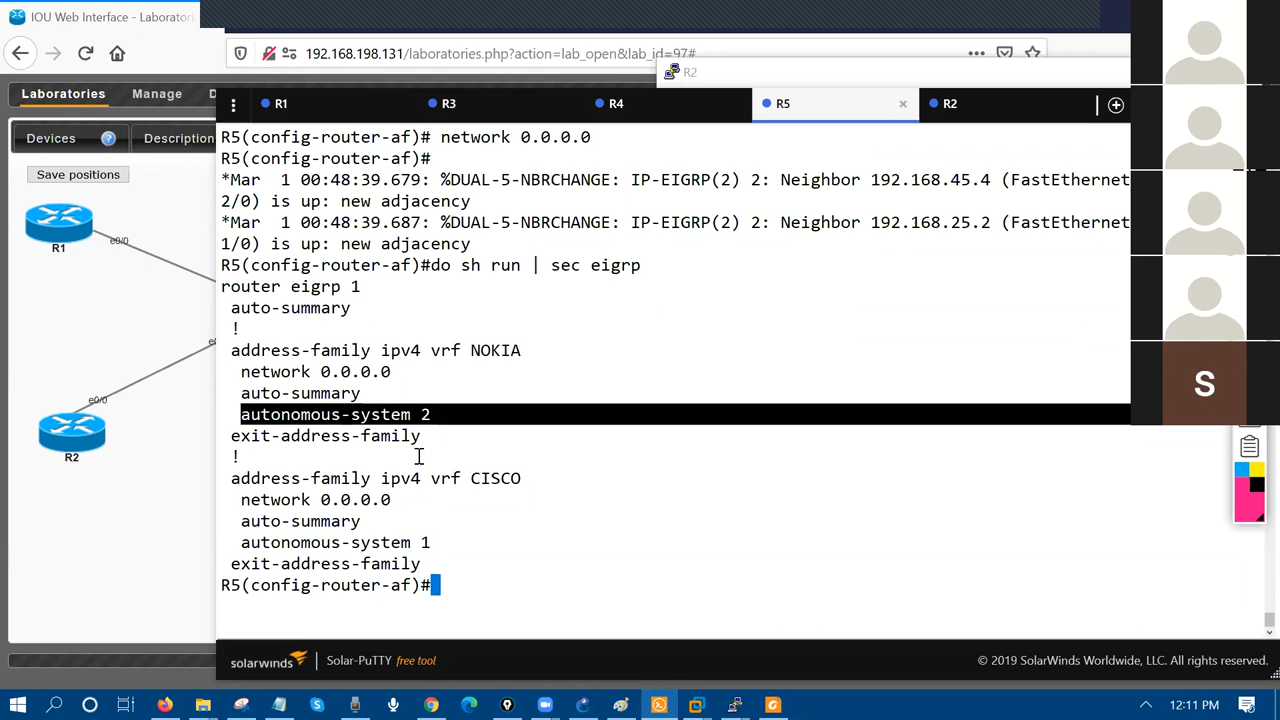 IOU Web Interface - Laborator
192.168.198.131/laboratories.php?action=lab_open&lab_id=97#
R2
Laboratories Manage
R1 R3 R4 R5 × R2
Devices ? Description
Save positions
R1
e0/0
e0/0
R2
R5(config-router-af)# network 0.0.0.0
R5(config-router-af)#
*Mar  1 00:48:39.679: %DUAL-5-NBRCHANGE: IP-EIGRP(2) 2: Neighbor 192.168.45.4 (FastEthernet
2/0) is up: new adjacency
*Mar  1 00:48:39.687: %DUAL-5-NBRCHANGE: IP-EIGRP(2) 2: Neighbor 192.168.25.2 (FastEthernet
1/0) is up: new adjacency
R5(config-router-af)#do sh run | sec eigrp
router eigrp 1
 auto-summary
 !
 address-family ipv4 vrf NOKIA
  network 0.0.0.0
  auto-summary
  autonomous-system 2
 exit-address-family
 !
 address-family ipv4 vrf CISCO
  network 0.0.0.0
  auto-summary
  autonomous-system 1
 exit-address-family
R5(config-router-af)#
S
solarwinds Solar-PuTTY free tool
© 2019 SolarWinds Worldwide, LLC. All rights reserved.
12:11 PM